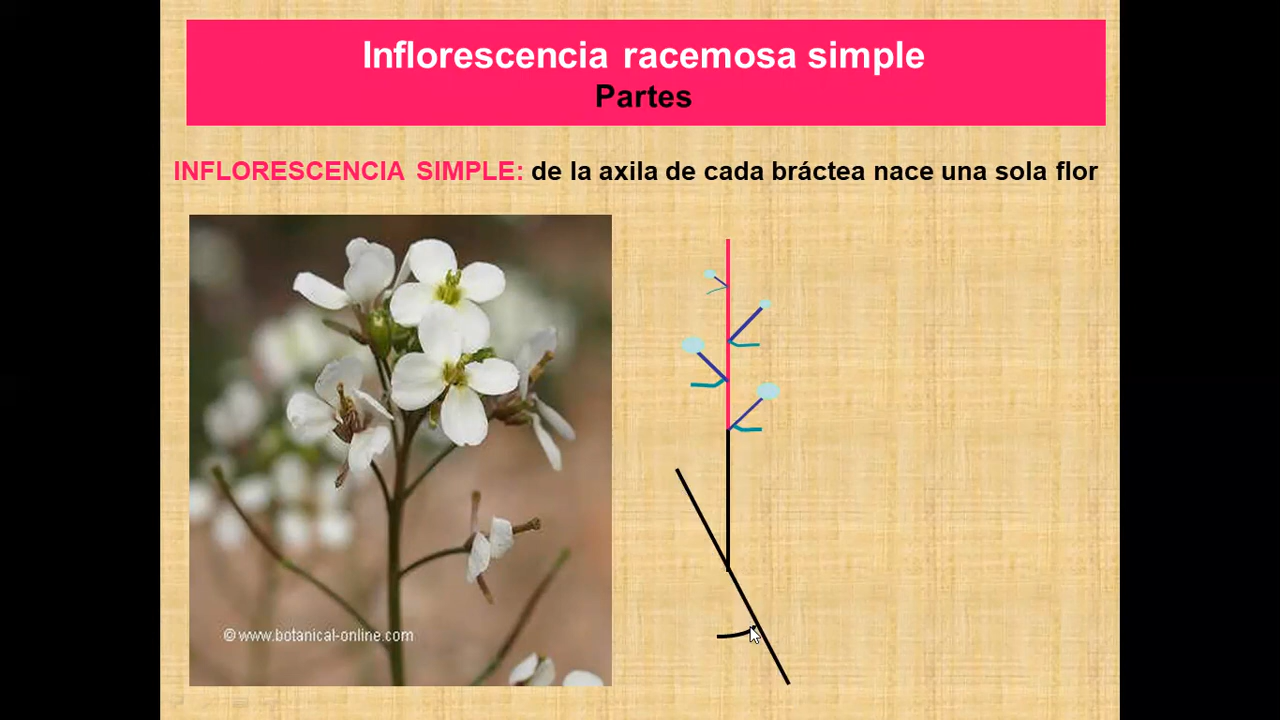 Inflorescencia racemosa simple
Partes
INFLORESCENCIA SIMPLE: de la axila de cada bráctea nace una sola flor
© www.botanical-online.com